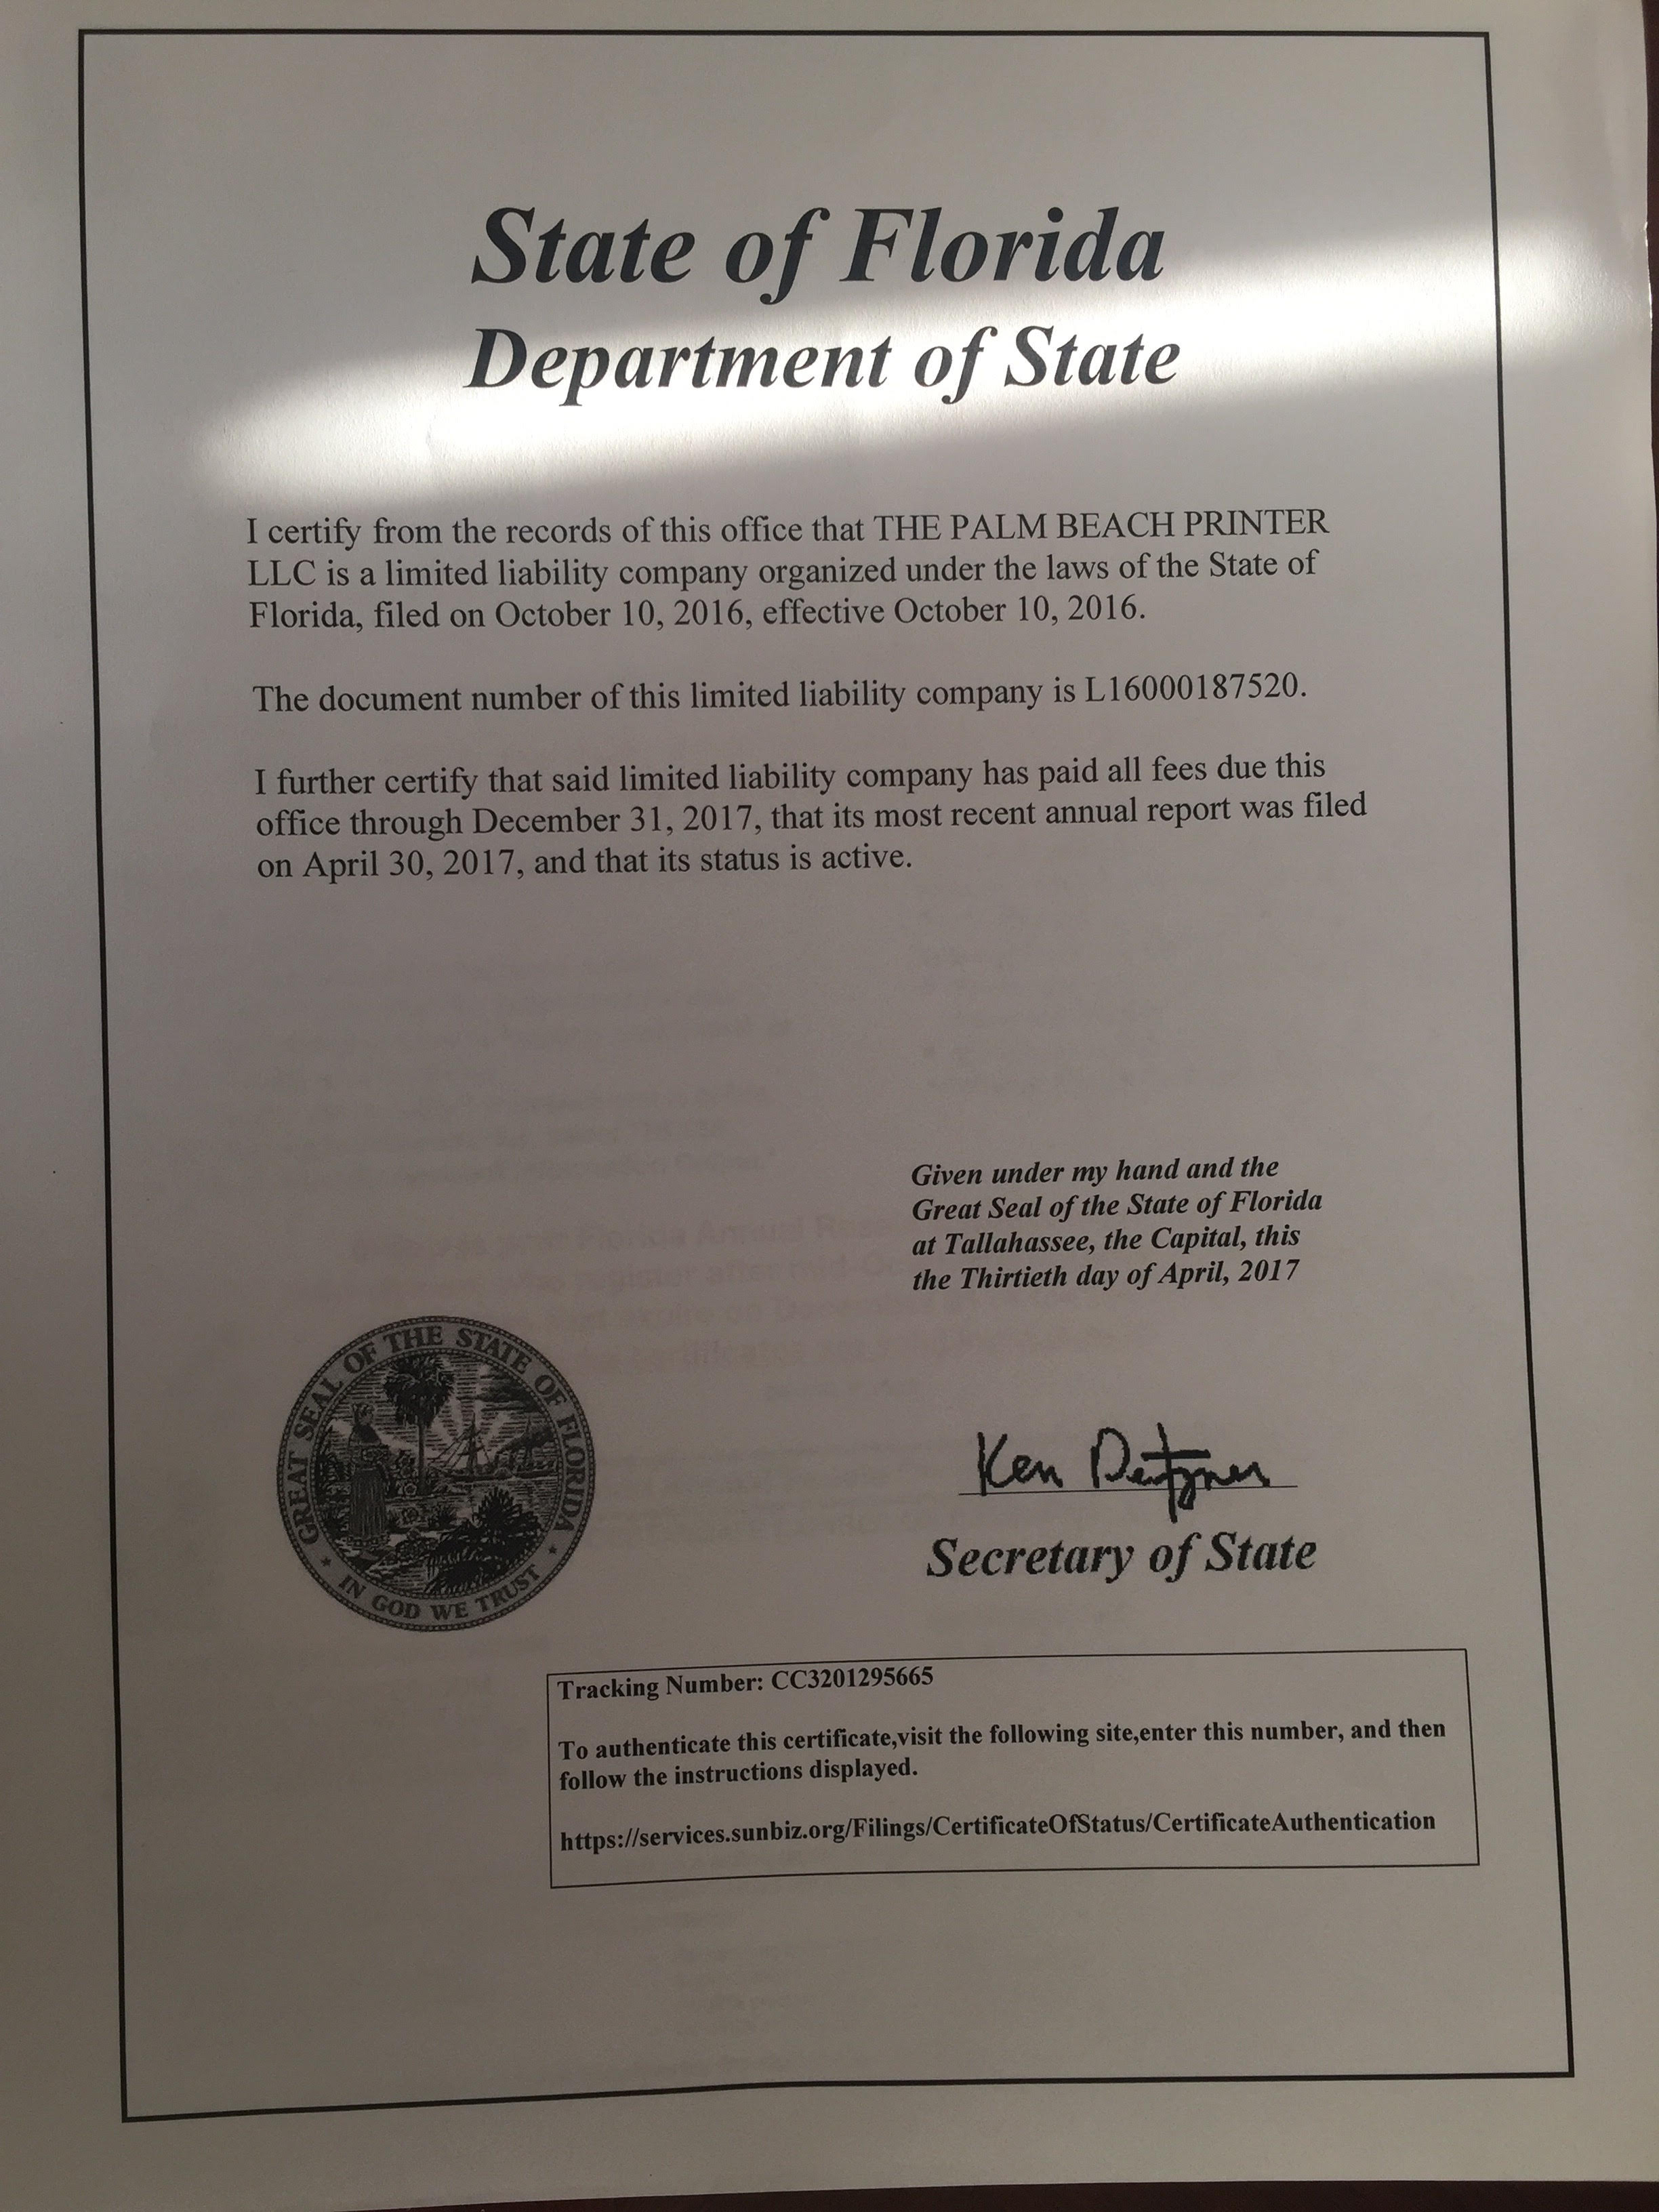 State of Florida
Department of State
I certify from the records of this office that THE PALM BEACH PRINTER
LLC is a limited liability company organized under the laws of the State of
Florida, filed on October 10, 2016, effective October 10, 2016.
The document number of this limited liability company is L16000187520.
I further certify that said limited liability company has paid all fees due this
office through December 31, 2017, that its most recent annual report was filed
on April 30, 2017, and that its status is active.
Given under my hand and the
Great Seal of the State of Florida
at Tallahassee, the Capital, this
the Thirtieth day of April, 2017
GREAT SEAL OF THE STATE OF FLORIDA
IN GOD WE TRUST
Ken Detzner
Secretary of State
Tracking Number: CC3201295665
To authenticate this certificate,visit the following site,enter this number, and then
follow the instructions displayed.
https://services.sunbiz.org/Filings/CertificateOfStatus/CertificateAuthentication